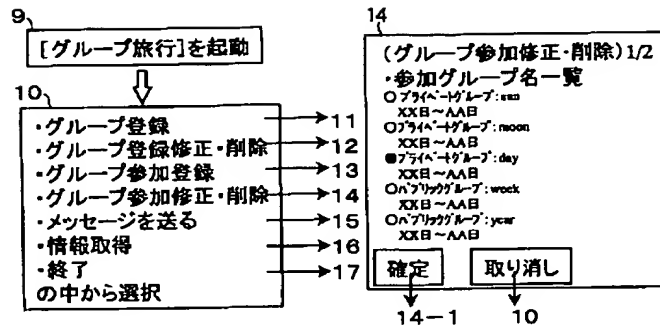 9
[グループ旅行]を起動
10
・グループ登録
11
・グループ登録修正・削除
12
・グループ参加登録
13
・グループ参加修正・削除
14
・メッセージを送る
15
・情報取得
16
・終了
17
の中から選択
14
(グループ参加修正・削除)1/2
・参加グループ名一覧
○プライベートグループ:sun
XX日~AA日
○プライベートグループ:moon
XX日~AA日
●プライベートグループ:day
XX日~AA日
○パブリックグループ:week
XX日~AA日
○パブリックグループ:year
XX日~AA日
確定
取り消し
14-1
10